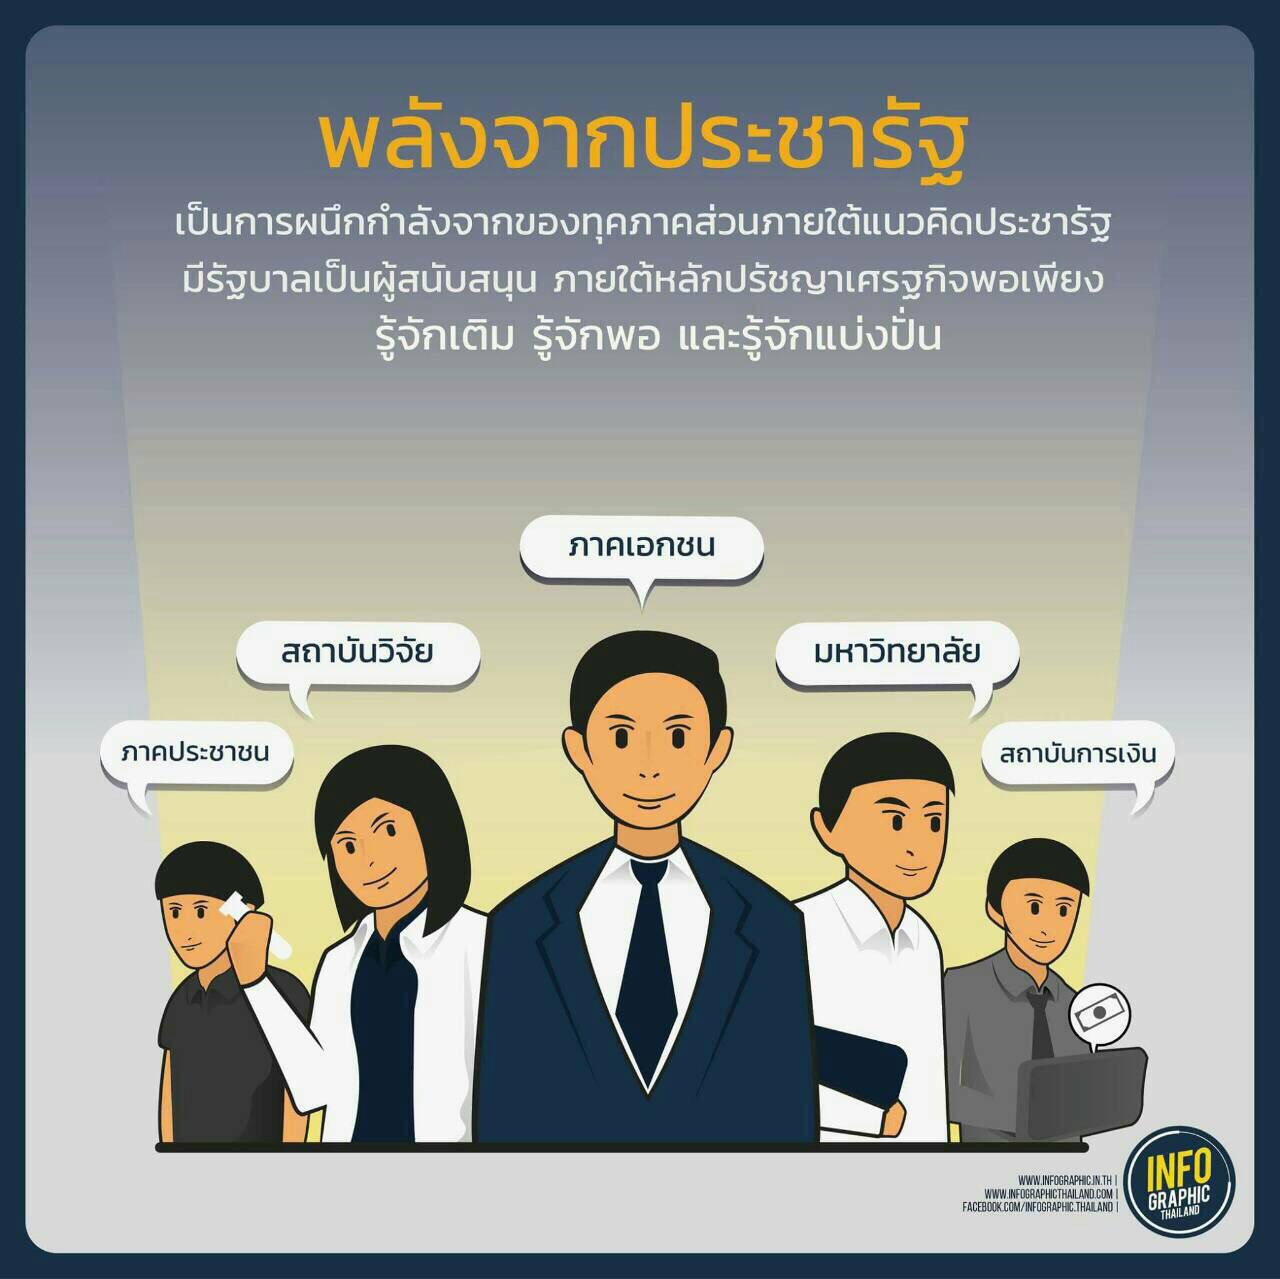 พลังจากประชารัฐ
เป็นการผนึกกำลังจากของทุคภาคส่วนภายใต้แนวคิดประชารัฐ
มีรัฐบาลเป็นผู้สนับสนุน ภายใต้หลักปรัชญาเศรฐกิจพอเพียง
รู้จักเติม รู้จักพอ และรู้จักแบ่งปั่น
ภาคเอกชน
สถาบันวิจัย
มหาวิทยาลัย
ภาคประชาชน
สถาบันการเงิน
WWW.INFOGRAPHIC.IN.TH |
WWW.INFOGRAPHICTHAILAND.COM |
FACEBOOK.COM/INFOGRAPHIC.THAILAND |
INFO
GRAPHIC
THAILAND